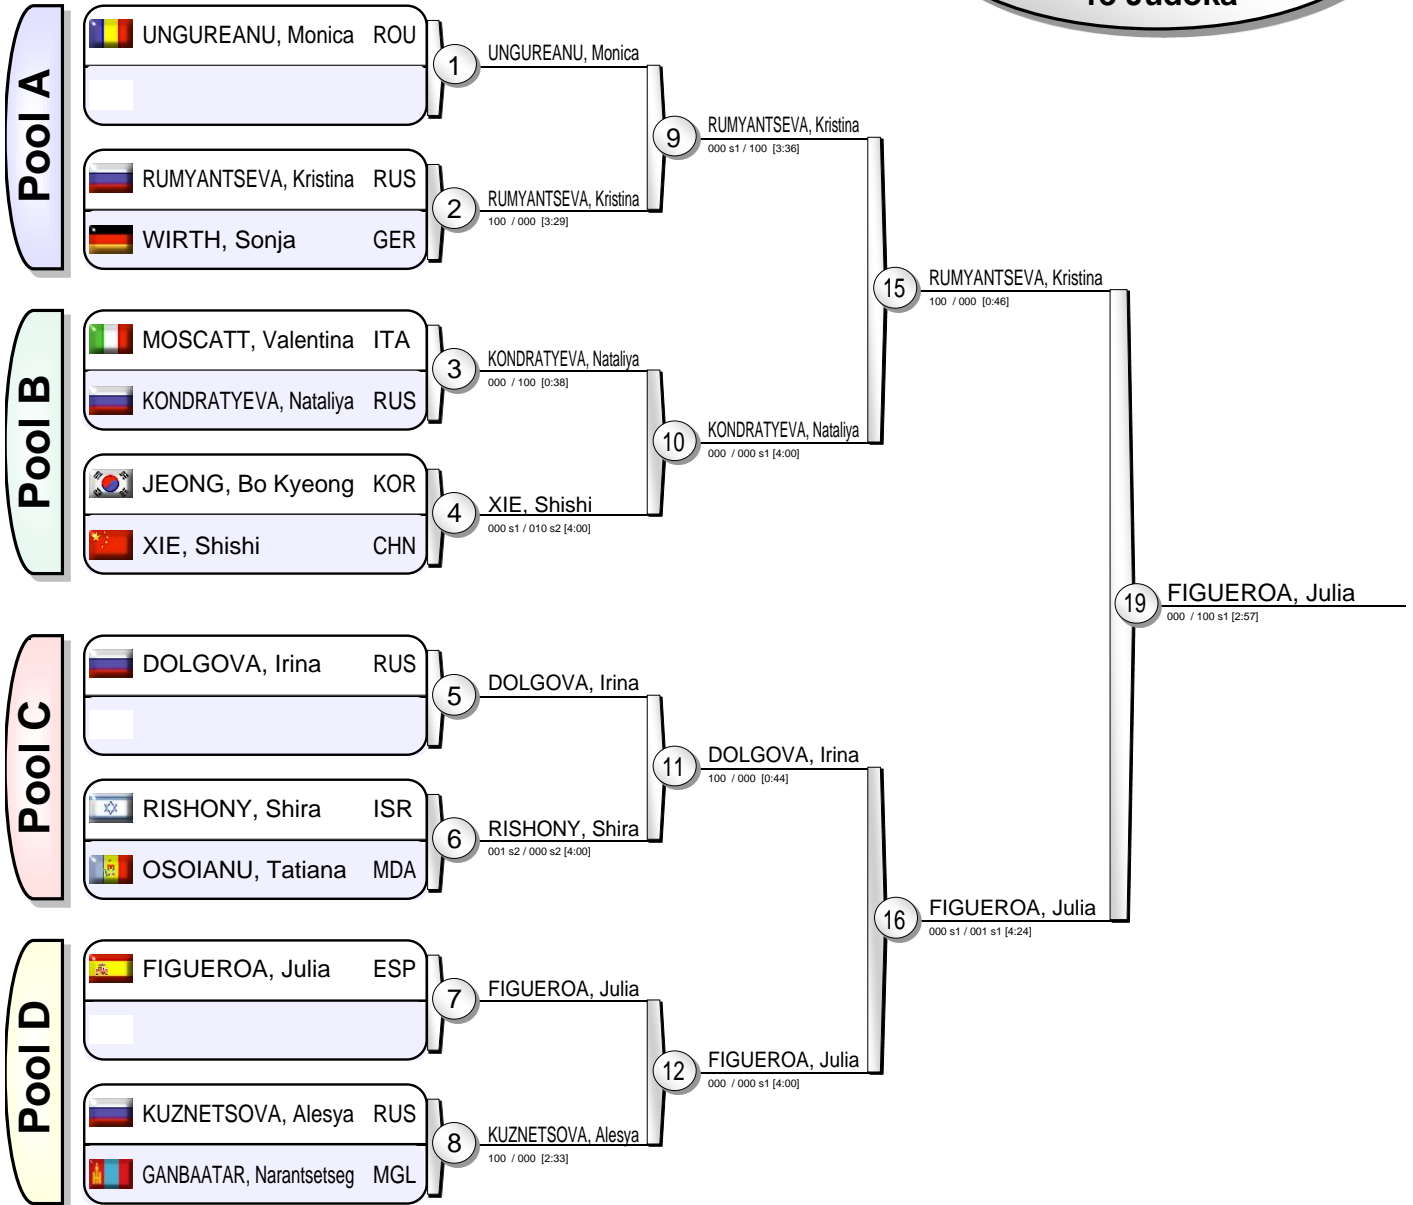 13 Judoka
Pool A
UNGUREANU, Monica ROU
RUMYANTSEVA, Kristina RUS
WIRTH, Sonja GER
Pool B
MOSCATT, Valentina ITA
KONDRATYEVA, Nataliya RUS
JEONG, Bo Kyeong KOR
XIE, Shishi CHN
Pool C
DOLGOVA, Irina RUS
RISHONY, Shira ISR
OSOIANU, Tatiana MDA
Pool D
FIGUEROA, Julia ESP
KUZNETSOVA, Alesya RUS
GANBAATAR, Narantsetseg MGL
1
UNGUREANU, Monica
2
RUMYANTSEVA, Kristina
100 / 000 [3:29]
3
KONDRATYEVA, Nataliya
000 / 100 [0:38]
4
XIE, Shishi
000 s1 / 010 s2 [4:00]
5
DOLGOVA, Irina
6
RISHONY, Shira
001 s2 / 000 s2 [4:00]
7
FIGUEROA, Julia
8
KUZNETSOVA, Alesya
100 / 000 [2:33]
9
RUMYANTSEVA, Kristina
000 s1 / 100 [3:36]
10
KONDRATYEVA, Nataliya
000 / 000 s1 [4:00]
11
DOLGOVA, Irina
100 / 000 [0:44]
12
FIGUEROA, Julia
000 / 000 s1 [4:00]
15
RUMYANTSEVA, Kristina
100 / 000 [0:46]
16
FIGUEROA, Julia
000 s1 / 001 s1 [4:24]
19
FIGUEROA, Julia
000 / 100 s1 [2:57]